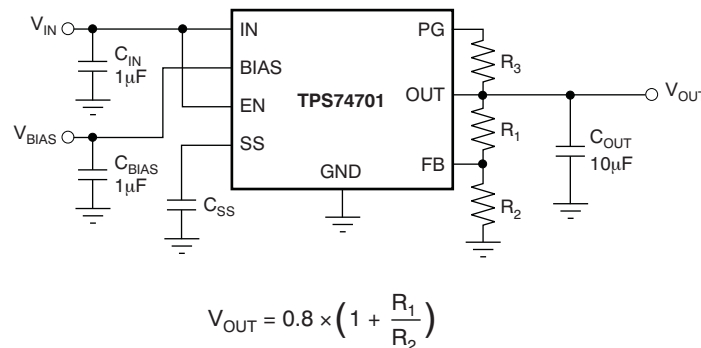 V_IN
C_IN
1µF
V_BIAS
C_BIAS
1µF
C_SS
IN
BIAS
EN
SS
TPS74701
GND
PG
OUT
FB
R_3
R_1
R_2
V_OUT
C_OUT
10µF
V_OUT = 0.8 × (1 + R_1 / R_2)